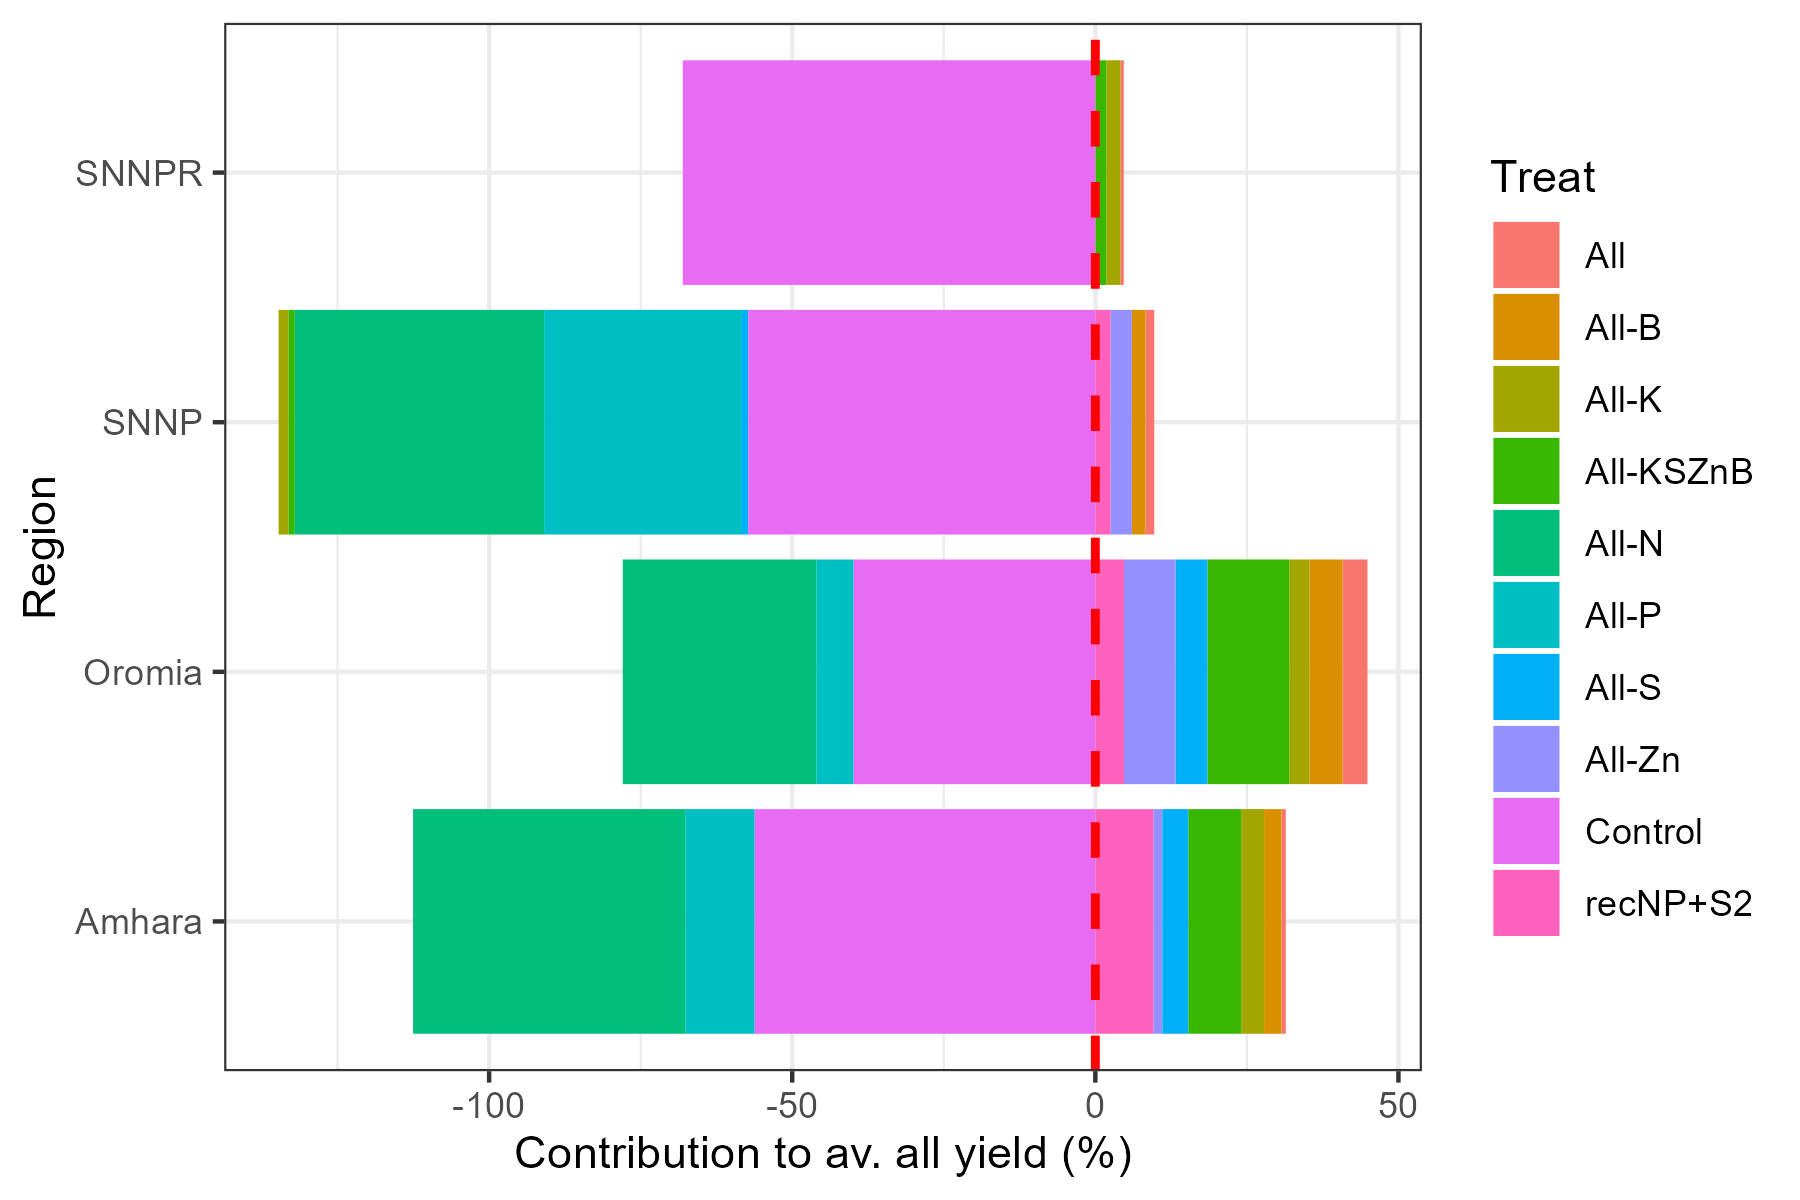 SNNPR
SNNP
Oromia
Amhara
Region
-100
-50
0
50
Contribution to av. all yield (%)
Treat
All
All-B
All-K
All-KSZnB
All-N
All-P
All-S
All-Zn
Control
recNP+S2